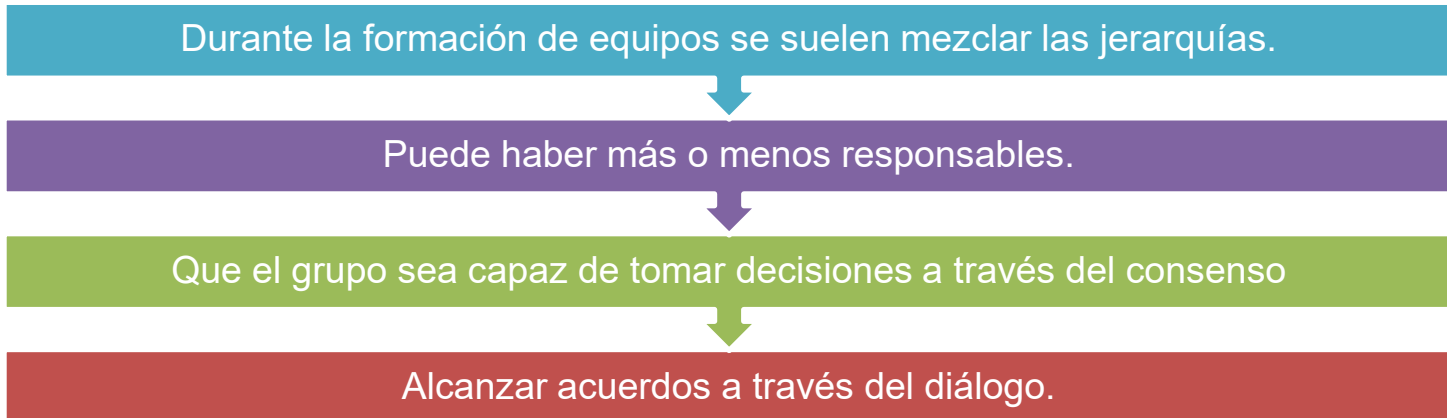 Durante la formación de equipos se suelen mezclar las jerarquías.
Puede haber más o menos responsables.
Que el grupo sea capaz de tomar decisiones a través del consenso
Alcanzar acuerdos a través del diálogo.